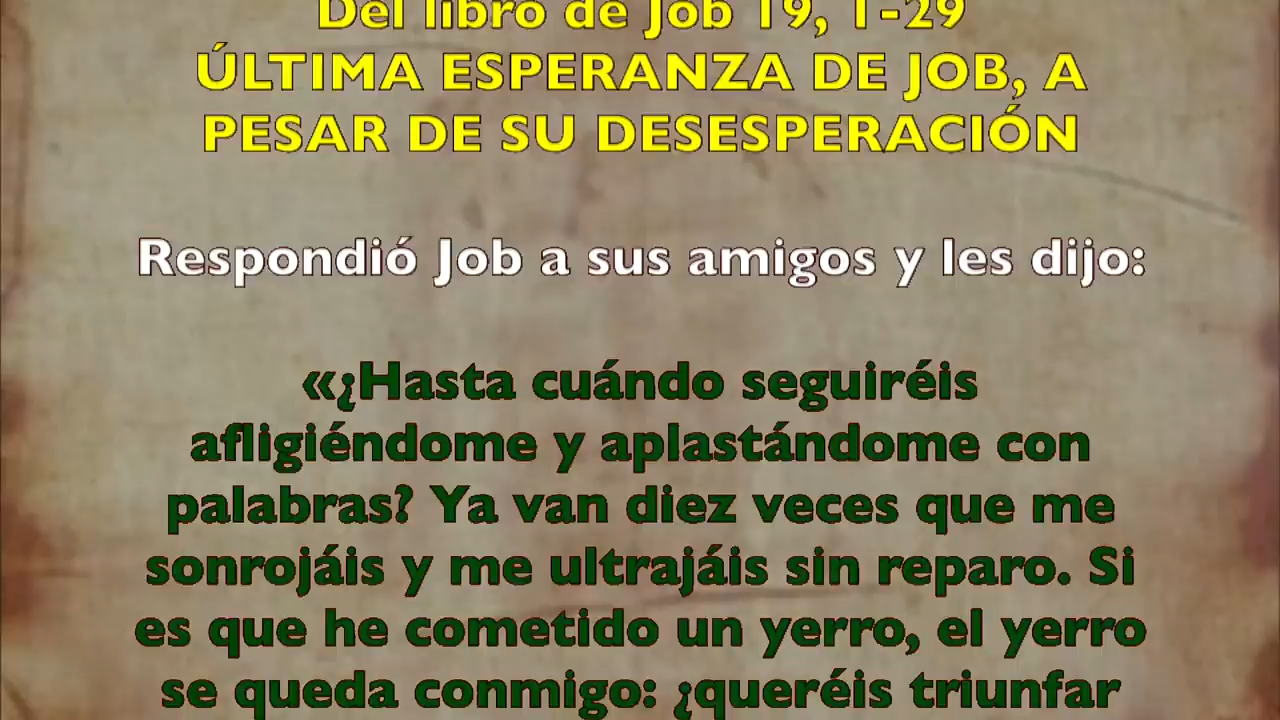 Del libro de Job 19, 1-29
ÚLTIMA ESPERANZA DE JOB, A
PESAR DE SU DESESPERACIÓN
Respondió Job a sus amigos y les dijo:
«¿Hasta cuándo seguiréis
afligiéndome y aplastándome con
palabras? Ya van diez veces que me
sonrojáis y me ultrajáis sin reparo. Si
es que he cometido un yerro, el yerro
se queda conmigo: ¿queréis triunfar